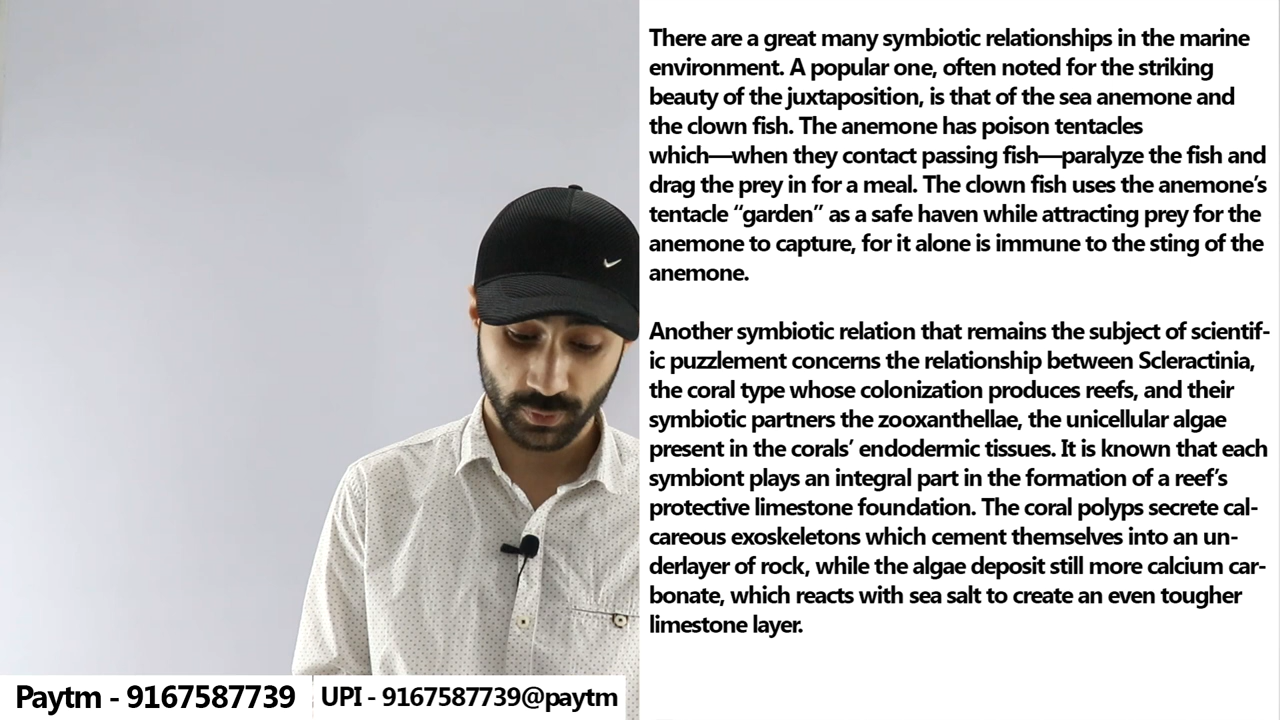 There are a great many symbiotic relationships in the marine
environment. A popular one, often noted for the striking
beauty of the juxtaposition, is that of the sea anemone and
the clown fish. The anemone has poison tentacles
which—when they contact passing fish—paralyze the fish and
drag the prey in for a meal. The clown fish uses the anemone’s
tentacle “garden” as a safe haven while attracting prey for the
anemone to capture, for it alone is immune to the sting of the
anemone.
Another symbiotic relation that remains the subject of scientif-
ic puzzlement concerns the relationship between Scleractinia,
the coral type whose colonization produces reefs, and their
symbiotic partners the zooxanthellae, the unicellular algae
present in the corals’ endodermic tissues. It is known that each
symbiont plays an integral part in the formation of a reef’s
protective limestone foundation. The coral polyps secrete cal-
careous exoskeletons which cement themselves into an un-
derlayer of rock, while the algae deposit still more calcium car-
bonate, which reacts with sea salt to create an even tougher
limestone layer.
Paytm - 9167587739
UPI - 9167587739@paytm